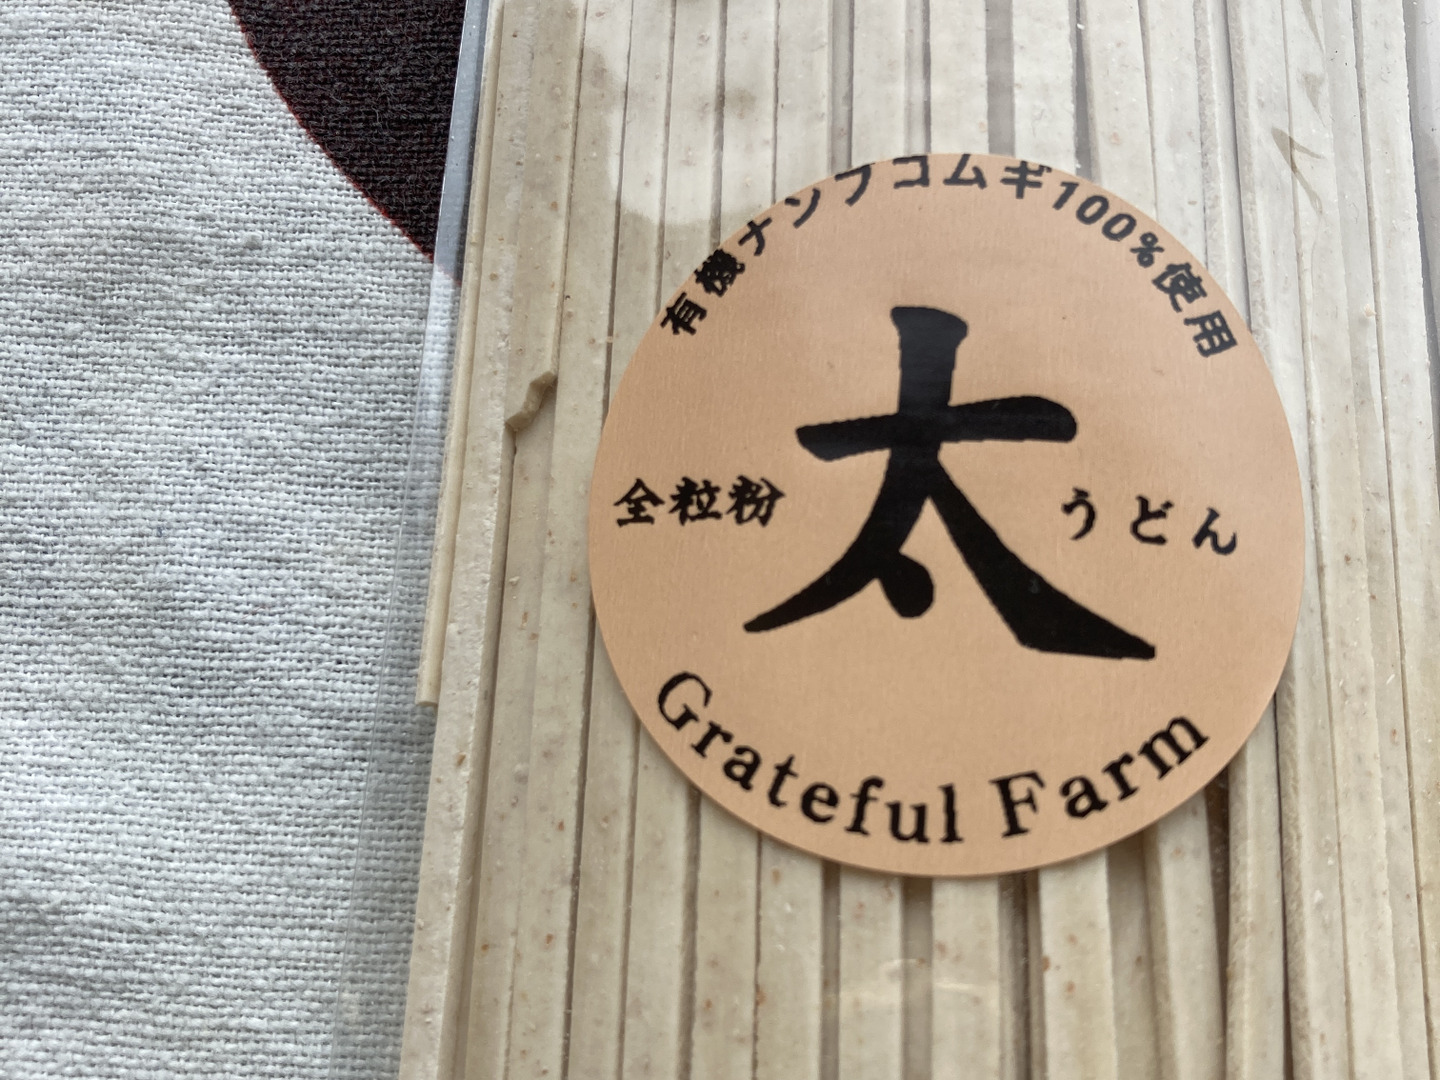 有機ナンブコムギ100%使用
全粒粉
太
うどん
Grateful Farm